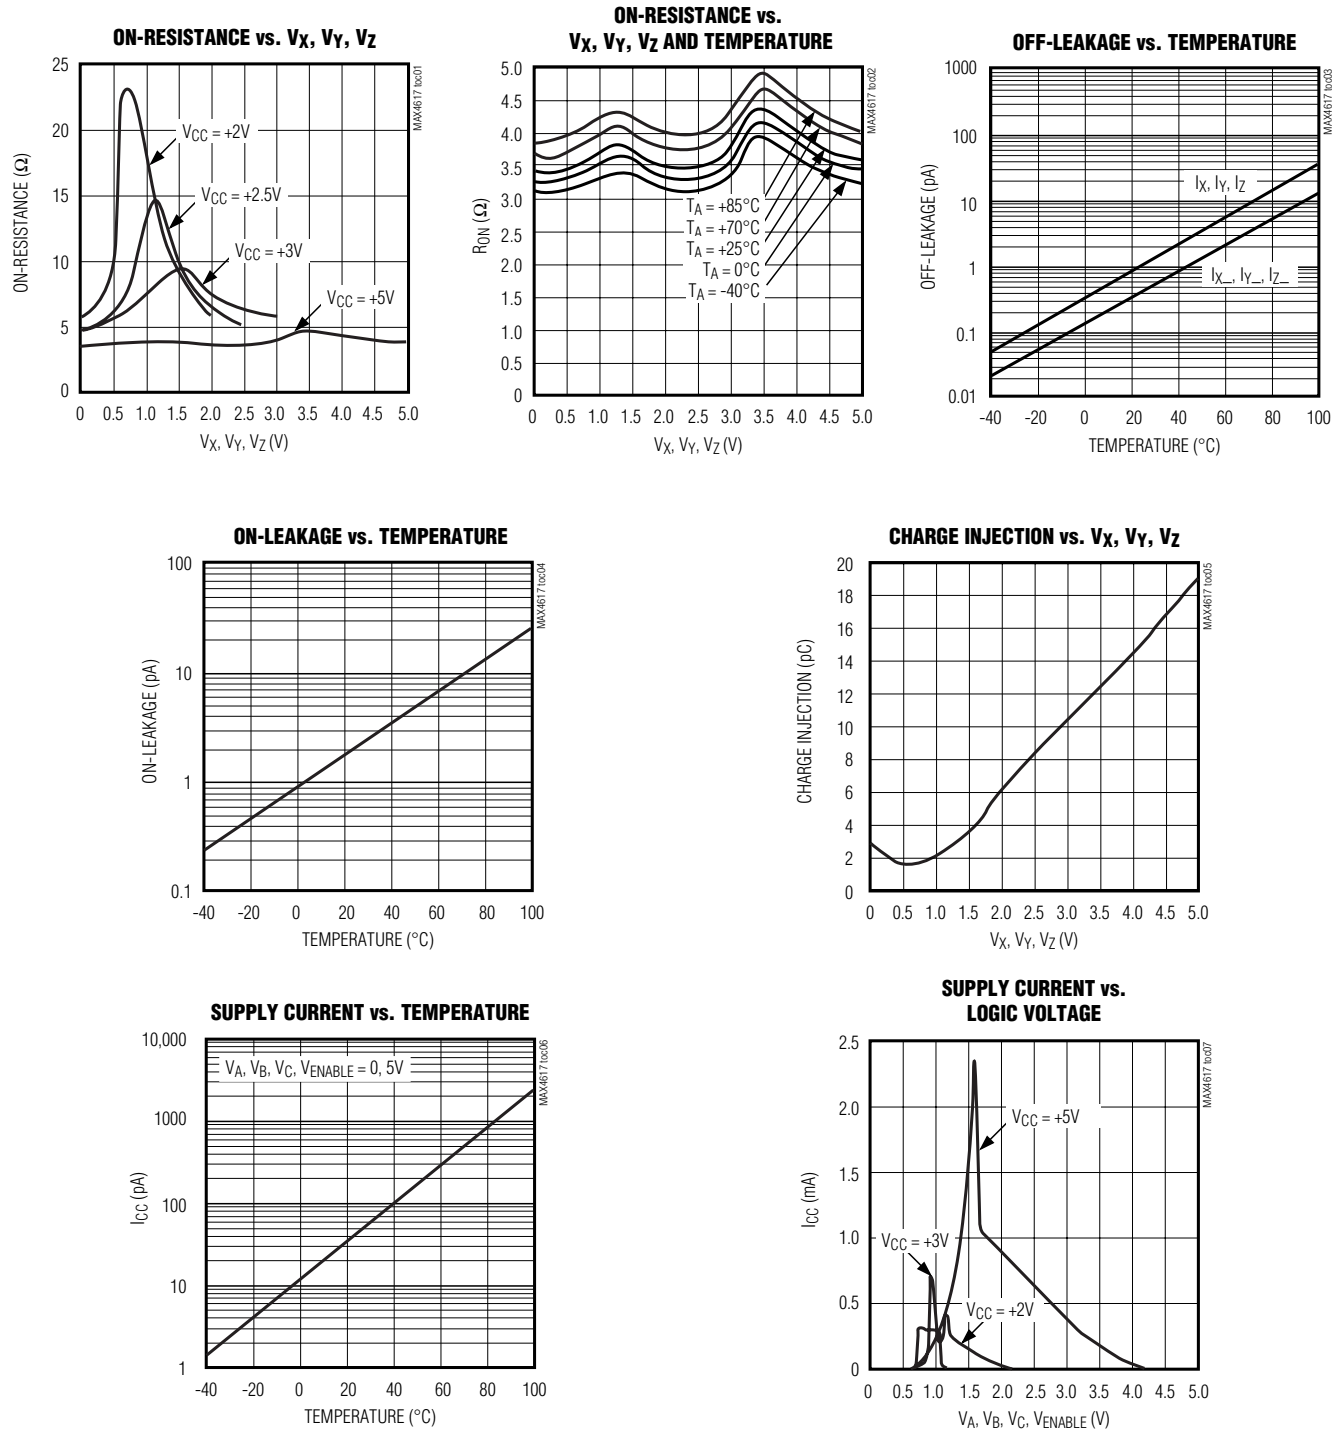 ON-RESISTANCE vs. VX, VY, VZ
25
20
15
10
5
0
ON-RESISTANCE (Ω)
VCC = +2V
VCC = +2.5V
VCC = +3V
VCC = +5V
0 0.5 1.0 1.5 2.0 2.5 3.0 3.5 4.0 4.5 5.0
VX, VY, VZ (V)
MAX4617 toc01
ON-RESISTANCE vs.
VX, VY, VZ AND TEMPERATURE
5.0
4.5
4.0
3.5
3.0
2.5
2.0
1.5
1.0
0.5
0
RON (Ω)
TA = +85°C
TA = +70°C
TA = +25°C
TA = 0°C
TA = -40°C
0 0.5 1.0 1.5 2.0 2.5 3.0 3.5 4.0 4.5 5.0
VX, VY, VZ (V)
MAX4617 toc02
OFF-LEAKAGE vs. TEMPERATURE
1000
100
10
1
0.1
0.01
OFF-LEAKAGE (pA)
IX, IY, IZ
IX_, IY_, IZ_
-40 -20 0 20 40 60 80 100
TEMPERATURE (°C)
MAX4617 toc03
ON-LEAKAGE vs. TEMPERATURE
100
10
1
0.1
ON-LEAKAGE (pA)
-40 -20 0 20 40 60 80 100
TEMPERATURE (°C)
MAX4617 toc04
CHARGE INJECTION vs. VX, VY, VZ
20
18
16
14
12
10
8
6
4
2
0
CHARGE INJECTION (pC)
0 0.5 1.0 1.5 2.0 2.5 3.0 3.5 4.0 4.5 5.0
VX, VY, VZ (V)
MAX4617 toc05
SUPPLY CURRENT vs. TEMPERATURE
10,000
1000
100
10
1
ICC (pA)
VA, VB, VC, VENABLE = 0, 5V
-40 -20 0 20 40 60 80 100
TEMPERATURE (°C)
MAX4617 toc06
SUPPLY CURRENT vs.
LOGIC VOLTAGE
2.5
2.0
1.5
1.0
0.5
0
ICC (mA)
VCC = +5V
VCC = +3V
VCC = +2V
0 0.5 1.0 1.5 2.0 2.5 3.0 3.5 4.0 4.5 5.0
VA, VB, VC, VENABLE (V)
MAX4617 toc07